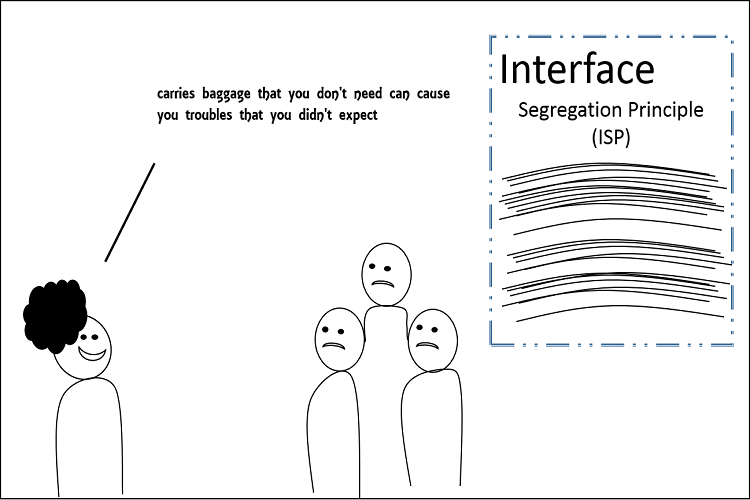 carries baggage that you don't need can cause
you troubles that you didn't expect
Interface
Segregation Principle
(ISP)